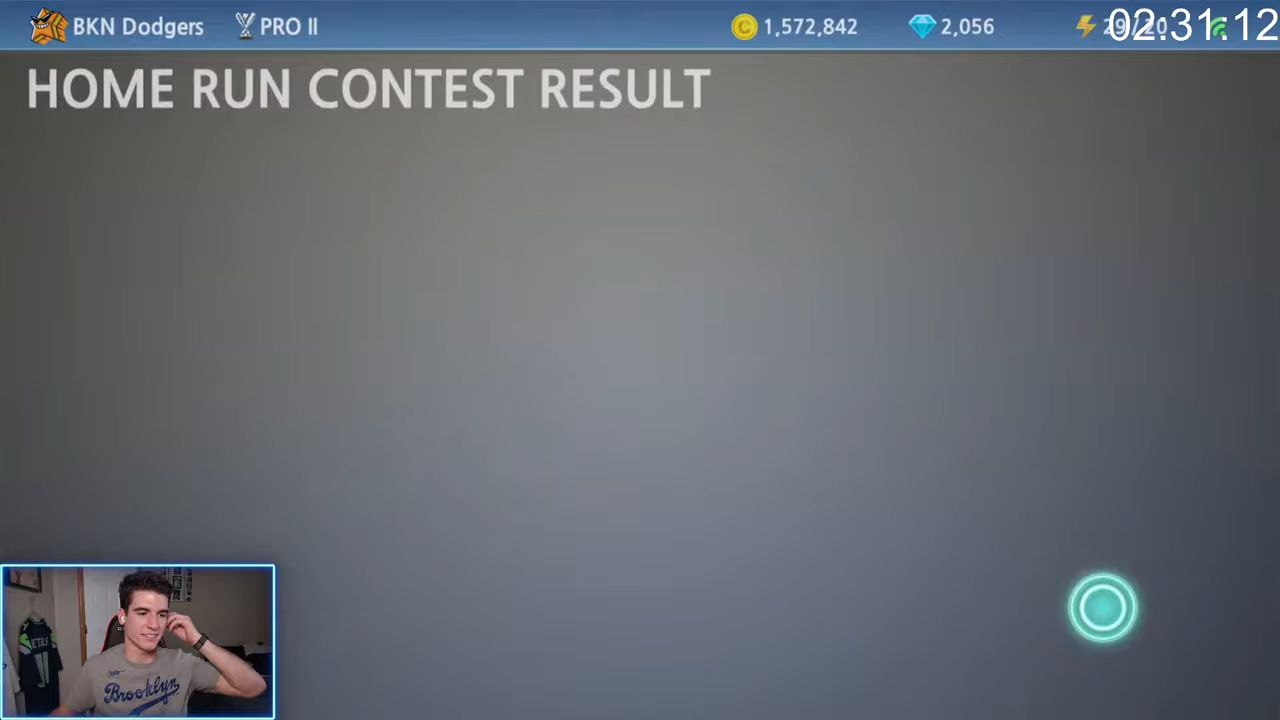 BKN Dodgers PRO II 1,572,842 2,056 02:31:12
HOME RUN CONTEST RESULT
Brooklyn